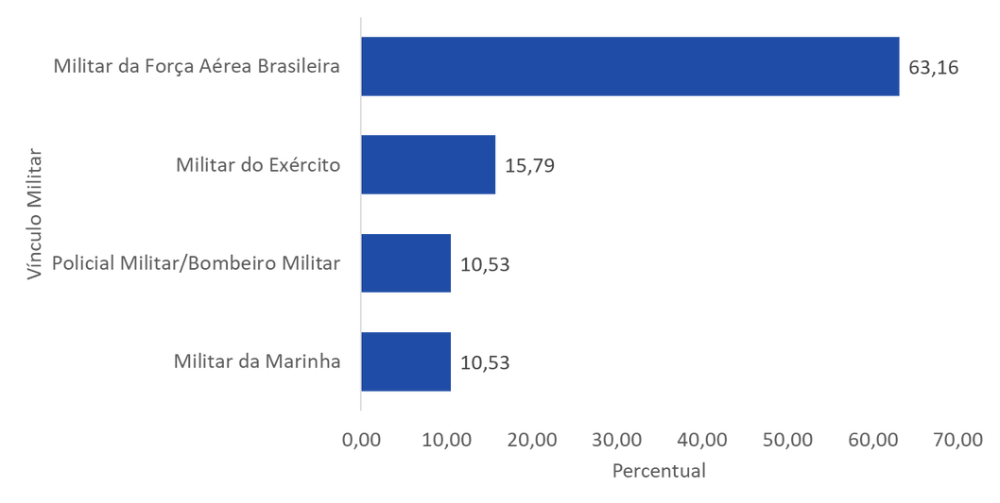 Vínculo Militar
Militar da Força Aérea Brasileira
63,16
Militar do Exército
15,79
Policial Militar/Bombeiro Militar
10,53
Militar da Marinha
10,53
0,00 10,00 20,00 30,00 40,00 50,00 60,00 70,00
Percentual